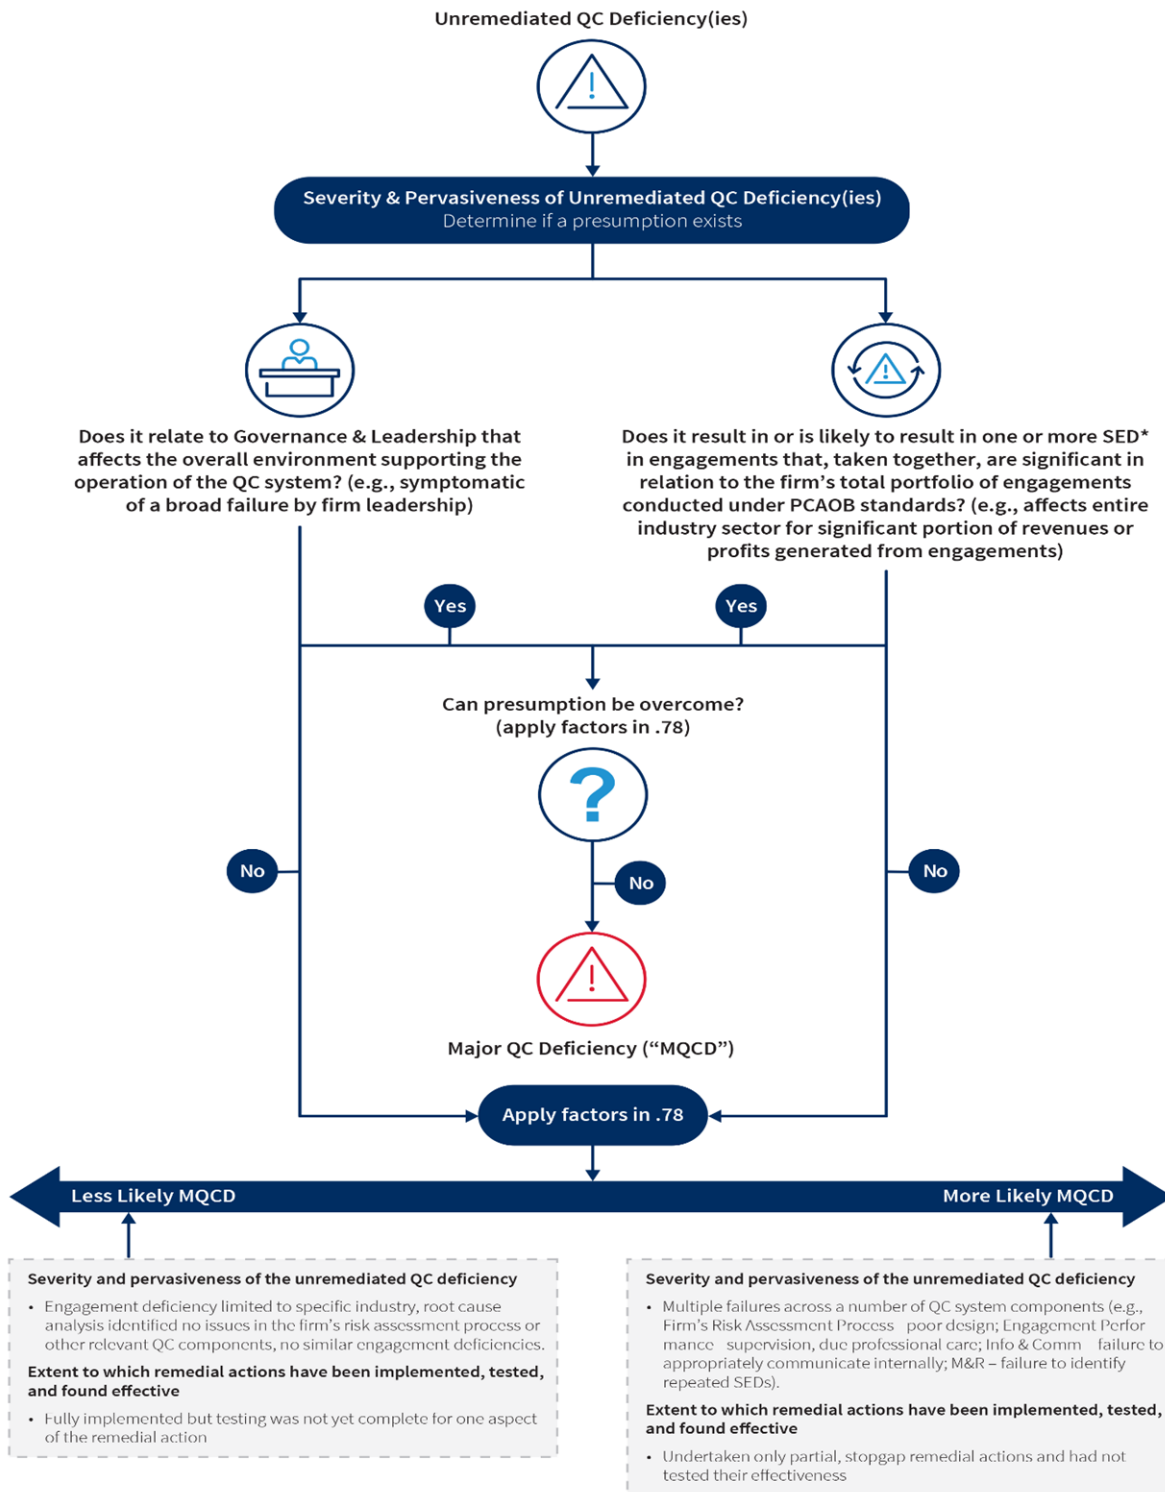 Unremediated QC Deficiency(ies)
Severity & Pervasiveness of Unremediated QC Deficiency(ies)
Determine if a presumption exists
Does it relate to Governance & Leadership that
affects the overall environment supporting the
operation of the QC system? (e.g., symptomatic
of a broad failure by firm leadership)
Does it result in or is likely to result in one or more SED*
in engagements that, taken together, are significant in
relation to the firm's total portfolio of engagements
conducted under PCAOB standards? (e.g., affects entire
industry sector for significant portion of revenues or
profits generated from engagements)
Yes
Yes
Can presumption be overcome?
(apply factors in .78)
?
No
No
No
Major QC Deficiency ("MQCD")
Apply factors in .78
Less Likely MQCD
More Likely MQCD
Severity and pervasiveness of the unremediated QC deficiency
• Engagement deficiency limited to specific industry, root cause
analysis identified no issues in the firm's risk assessment process or
other relevant QC components, no similar engagement deficiencies.
Extent to which remedial actions have been implemented, tested,
and found effective
• Fully implemented but testing was not yet complete for one aspect
of the remedial action
Severity and pervasiveness of the unremediated QC deficiency
• Multiple failures across a number of QC system components (e.g.,
Firm's Risk Assessment Process poor design; Engagement Perfor
mance supervision, due professional care; Info & Comm failure to
appropriately communicate internally; M&R – failure to identify
repeated SEDs).
Extent to which remedial actions have been implemented, tested,
and found effective
• Undertaken only partial, stopgap remedial actions and had not
tested their effectiveness